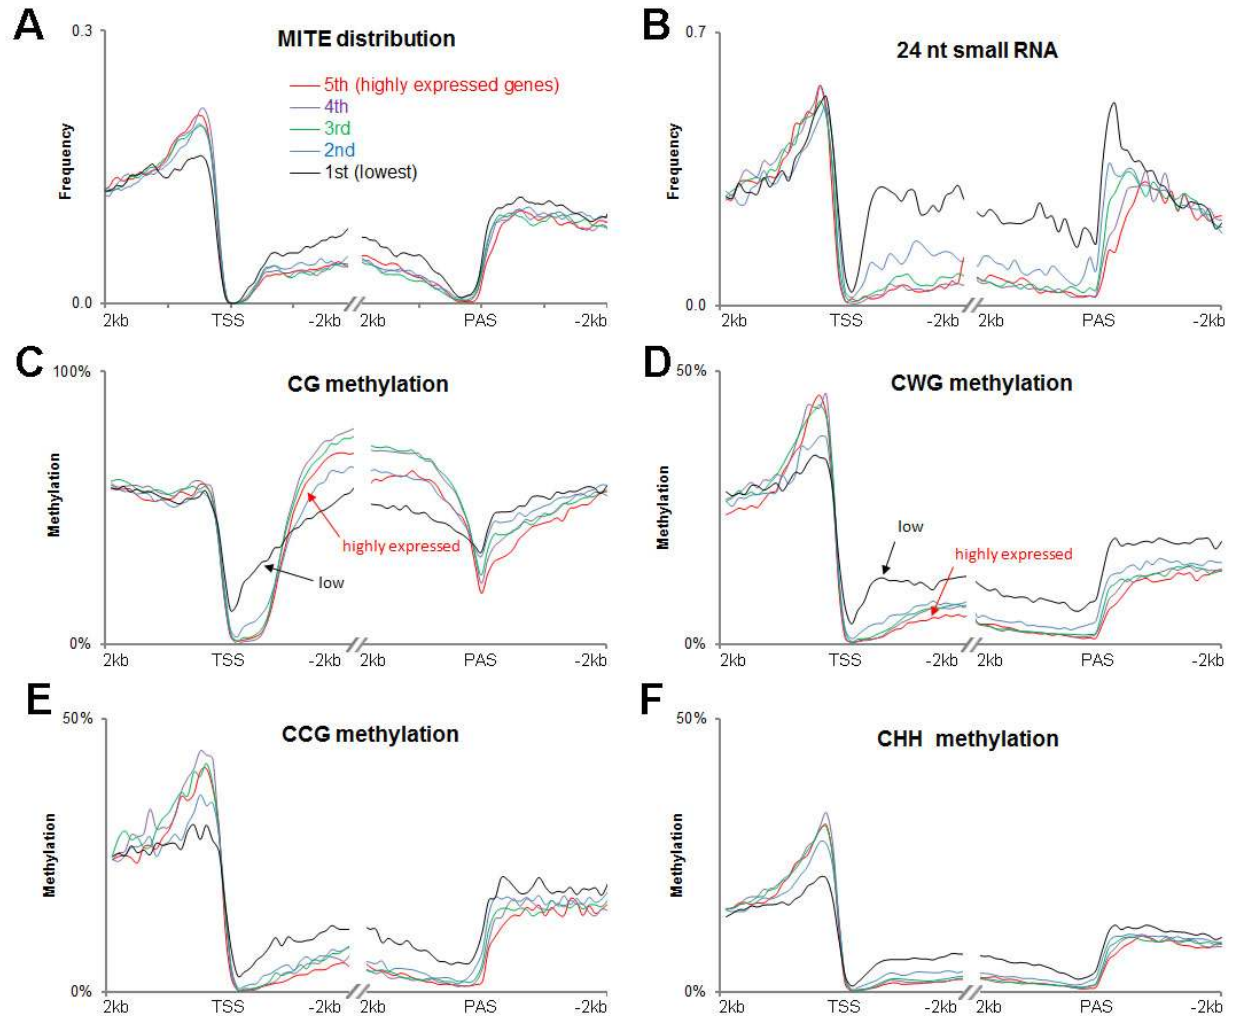 A
MITE distribution
0.3
Frequency
0.0
5th (highly expressed genes)
4th
3rd
2nd
1st (lowest)
2kb TSS -2kb 2kb PAS -2kb
B
24 nt small RNA
0.7
Frequency
0.0
2kb TSS -2kb 2kb PAS -2kb
C
CG methylation
100%
Methylation
0%
highly expressed
low
2kb TSS -2kb 2kb PAS -2kb
D
CWG methylation
50%
Methylation
0%
low
highly expressed
2kb TSS -2kb 2kb PAS -2kb
E
CCG methylation
50%
Methylation
0%
2kb TSS -2kb 2kb PAS -2kb
F
CHH methylation
50%
Methylation
0%
2kb TSS -2kb 2kb PAS -2kb